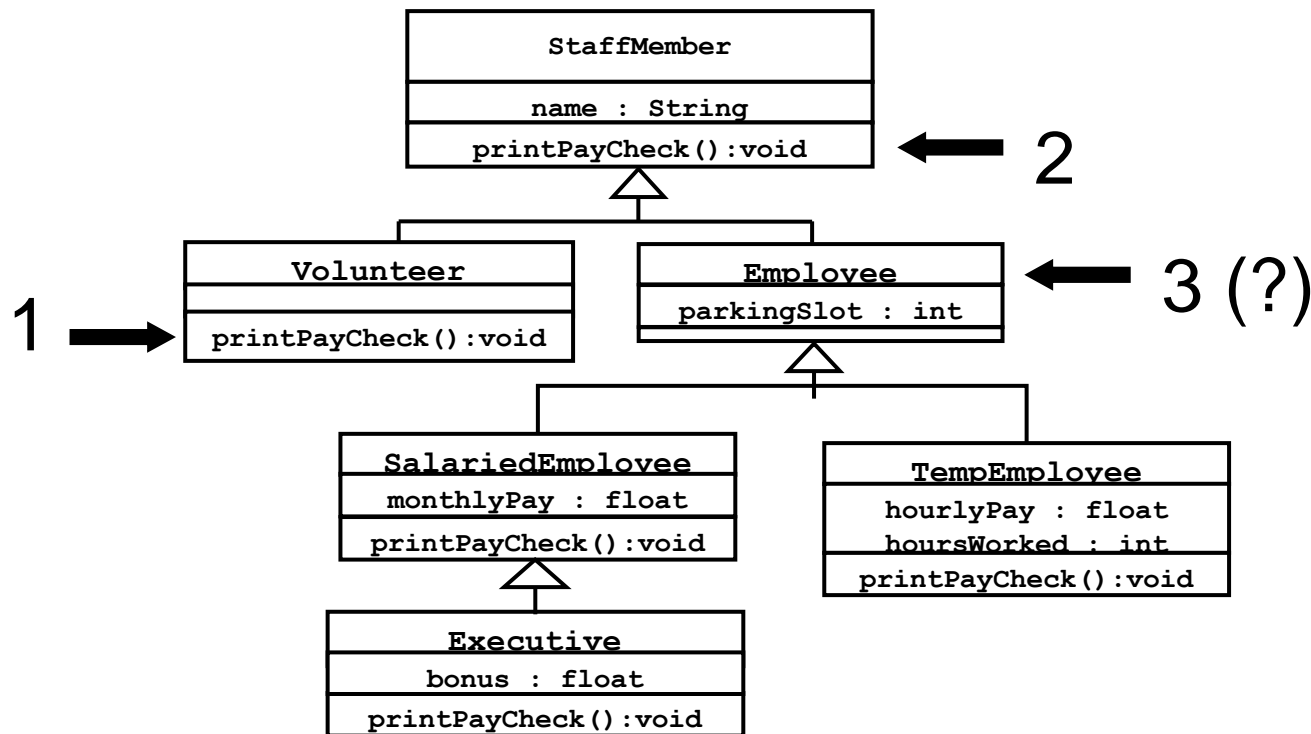 StaffMember
name : String
printPayCheck():void
2
Volunteer
Employee
3 (?)
parkingSlot : int
1
printPayCheck():void
SalariedEmployee
TempEmployee
monthlyPay : float
hourlyPay : float
hoursWorked : int
printPayCheck():void
printPayCheck():void
Executive
bonus : float
printPayCheck():void